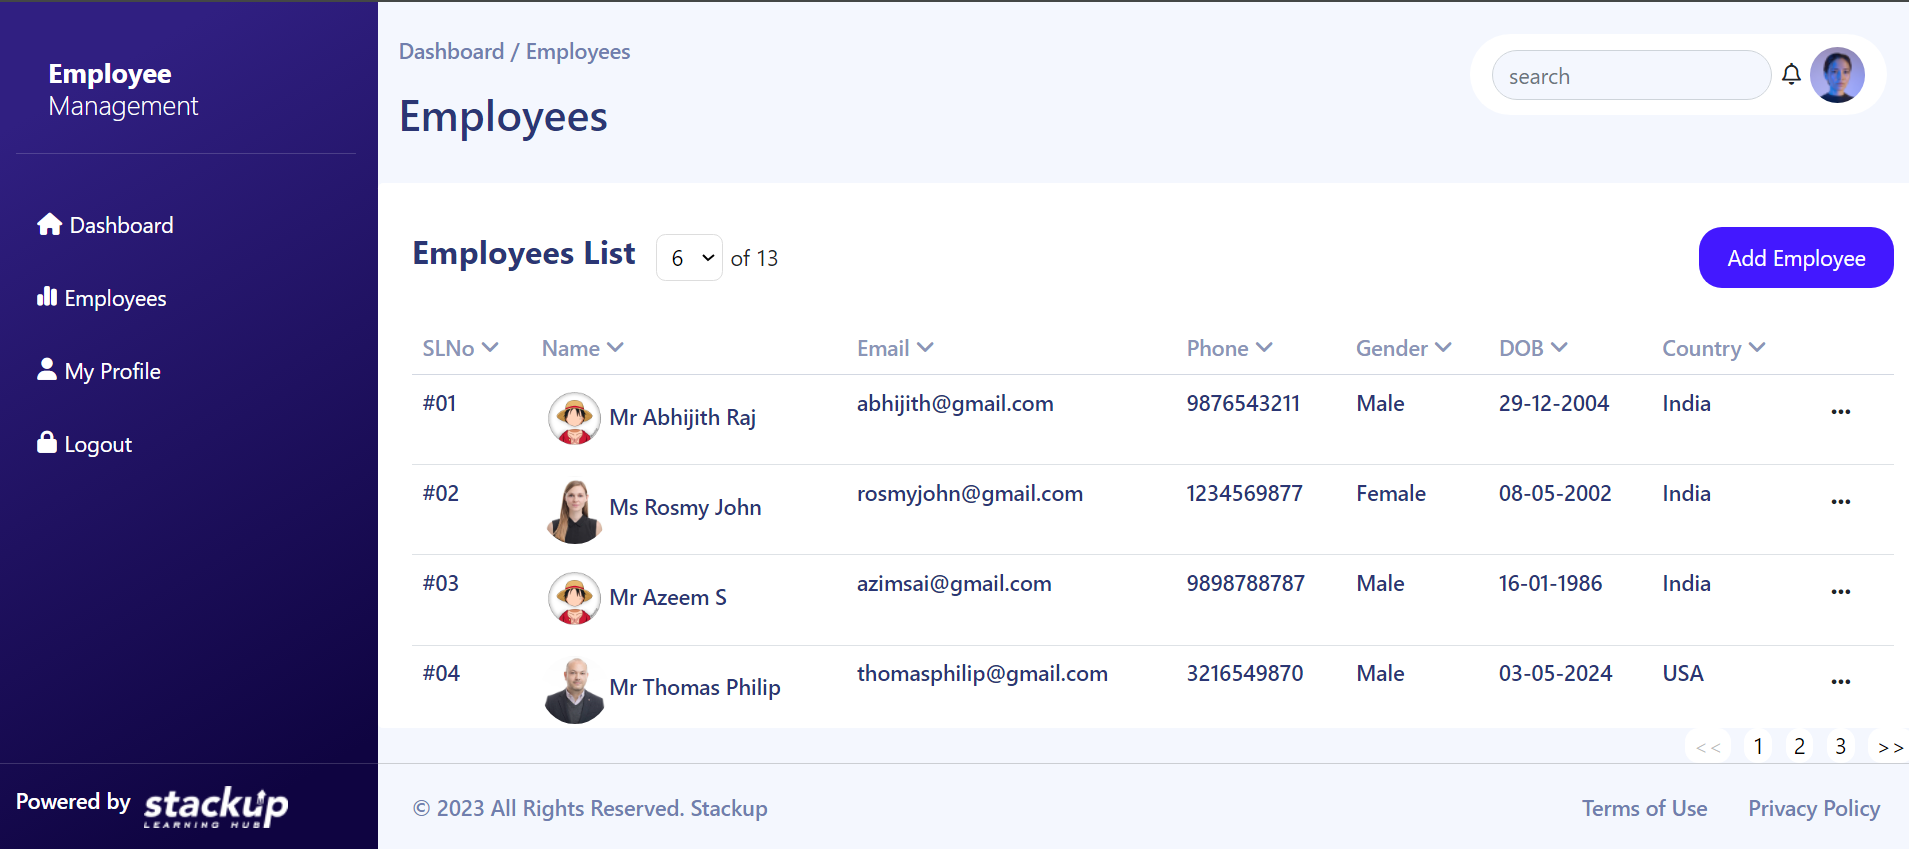 Employee
Management
Dashboard
Employees
My Profile
Logout
Powered by stackup
LEARNING HUB
Dashboard / Employees
Employees
search
Employees List 6 of 13
Add Employee
SLNo Name Email Phone Gender DOB Country
#01 Mr Abhijith Raj abhijith@gmail.com 9876543211 Male 29-12-2004 India ...
#02 Ms Rosmy John rosmyjohn@gmail.com 1234569877 Female 08-05-2002 India ...
#03 Mr Azeem S azimsai@gmail.com 9898788787 Male 16-01-1986 India ...
#04 Mr Thomas Philip thomasphilip@gmail.com 3216549870 Male 03-05-2024 USA ...
<< 1 2 3 >>
© 2023 All Rights Reserved. Stackup
Terms of Use Privacy Policy